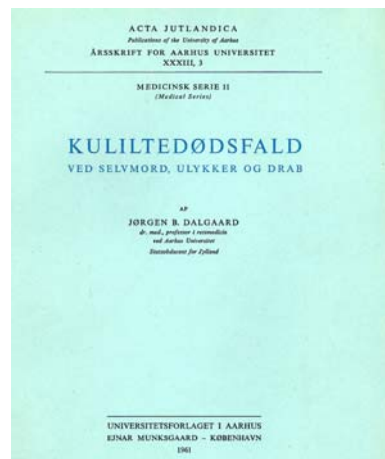 ACTA JUTLANDICA
Publications of the University of Aarhus
ÅRSSKRIFT FOR AARHUS UNIVERSITET
XXXIII, 3
MEDICINSK SERIE 11
(Medical Series)
KULILTEDØDSFALD
VED SELVMORD, ULYKKER OG DRAB
AF
JØRGEN B. DALGAARD
dr. med., professor i retsmedicin
ved Aarhus Universitet
Statsobducent for Jylland
UNIVERSITETSFORLAGET I AARHUS
EJNAR MUNKSGAARD – KØBENHAVN
1961